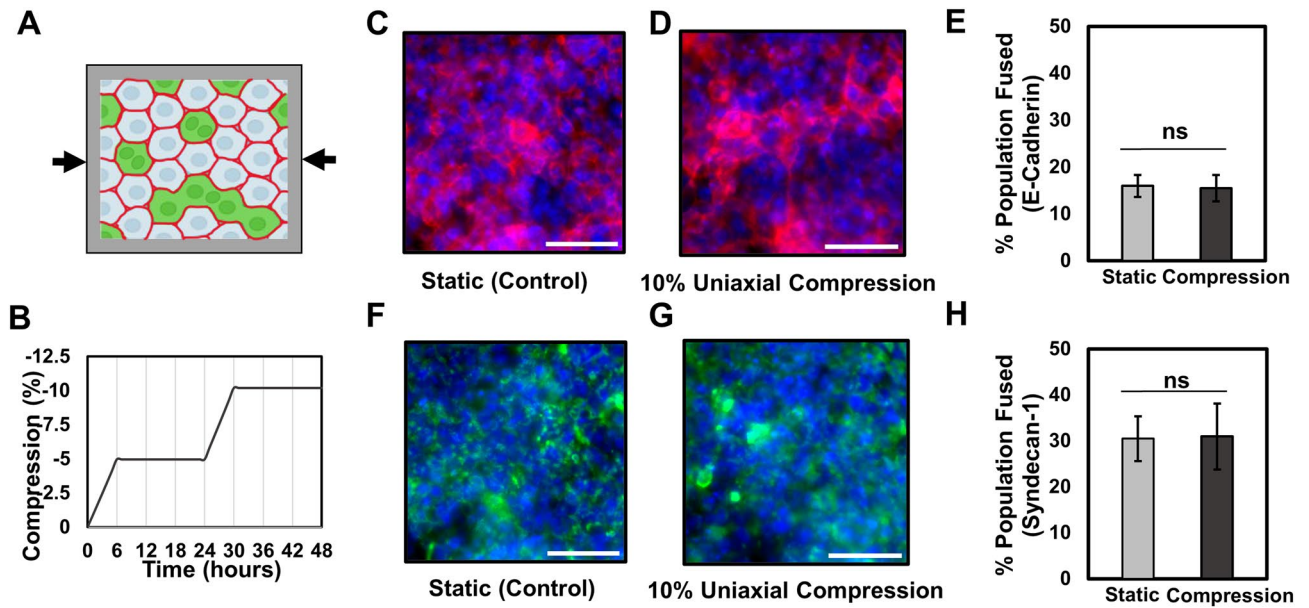 A
C
D
E
50
40
30
20
10
0
% Population Fused
(E-Cadherin)
ns
Static Compression
Static (Control)
10% Uniaxial Compression
B
-12.5
-10
-7.5
-5
-2.5
0
Compression (%)
0 6 12 18 24 30 36 42 48
Time (hours)
F
G
H
Static (Control)
10% Uniaxial Compression
50
40
30
20
10
0
% Population Fused
(Syndecan-1)
ns
Static Compression